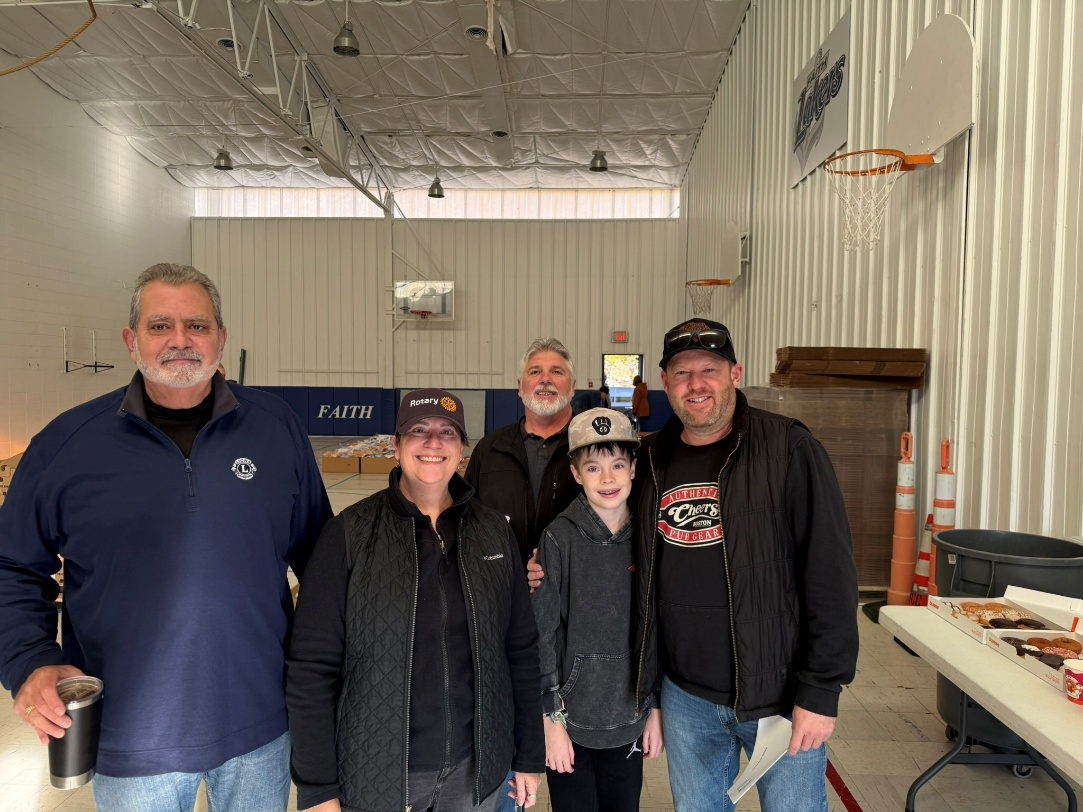 Lakers
FAITH
Rotary
L
Columbia
AUTHENTIC
Cheers
BOSTON
PUB GEAR